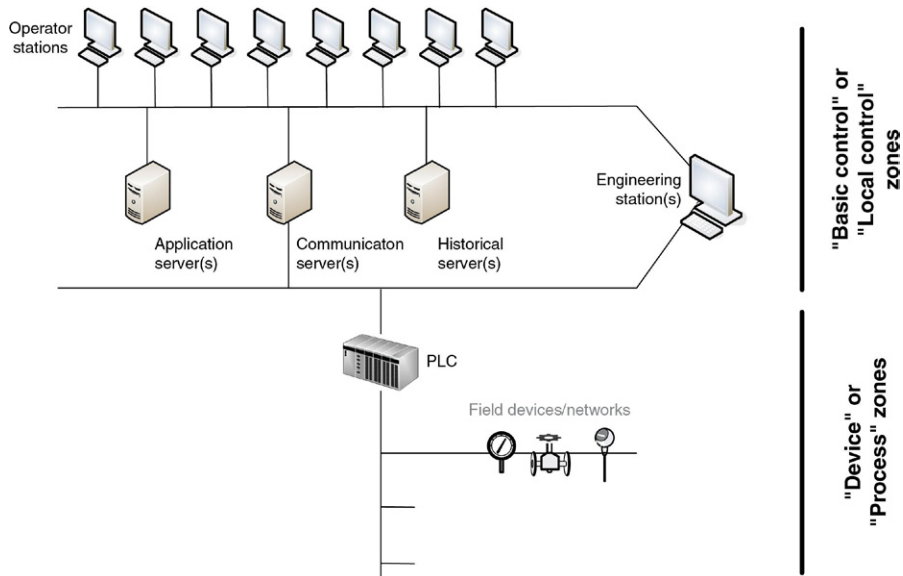 Operator
stations
Engineering
station(s)
Application
server(s)
Communicaton
server(s)
Historical
server(s)
"Basic control" or
"Local control"
zones
PLC
Field devices/networks
"Device" or
"Process" zones